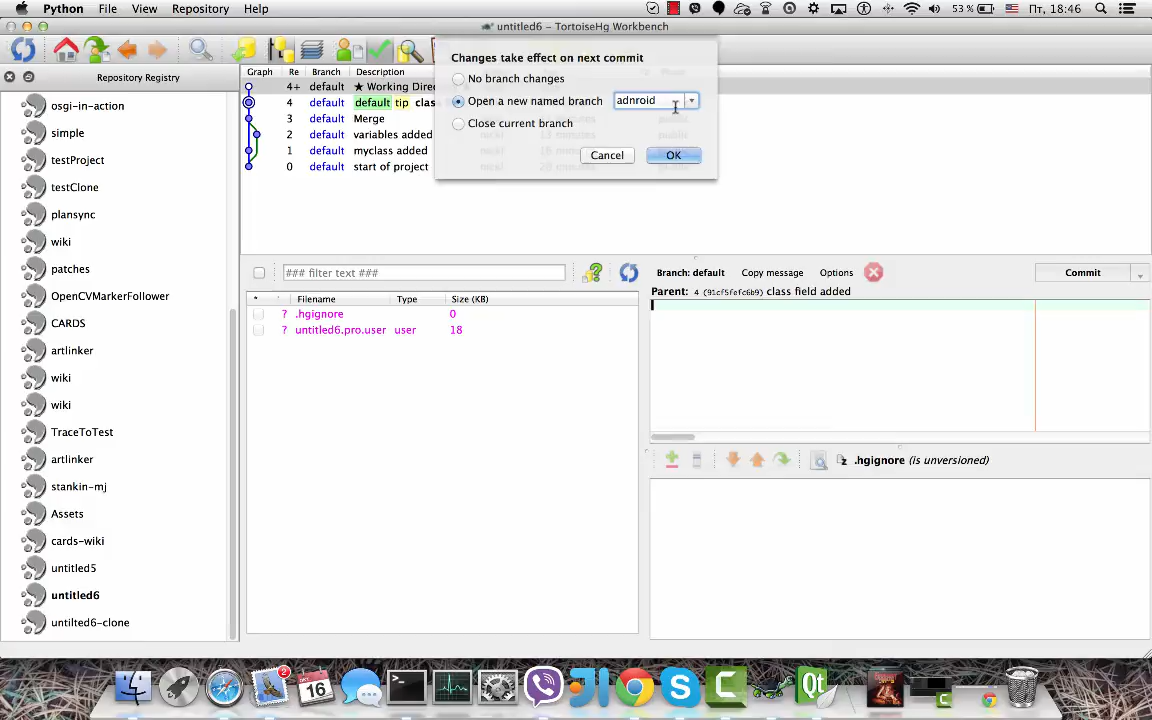 Python File View Repository Help 53 % Пт, 18:46
untitled6 – TortoiseHg Workbench
Repository Registry
osgi-in-action
simple
testProject
testClone
plansync
wiki
patches
OpenCVMarkerFollower
CARDS
artlinker
wiki
wiki
TraceToTest
artlinker
stankin-mj
Assets
cards-wiki
untitled5
untitled6
untilted6-clone
Graph Re Branch Description
4+ default ★ Working Direc
4 default default tip clas
3 default Merge
2 default variables added
1 default myclass added
0 default start of project
Changes take effect on next commit
No branch changes
Open a new named branch adnroid
Close current branch
Cancel OK
### filter text ###
* Filename Type Size (KB)
? .hgignore 0
? untitled6.pro.user user 18
Branch: default Copy message Options Commit
Parent: 4 (91cf5fefc6b9) class field added
.hgignore (is unversioned)
2
16